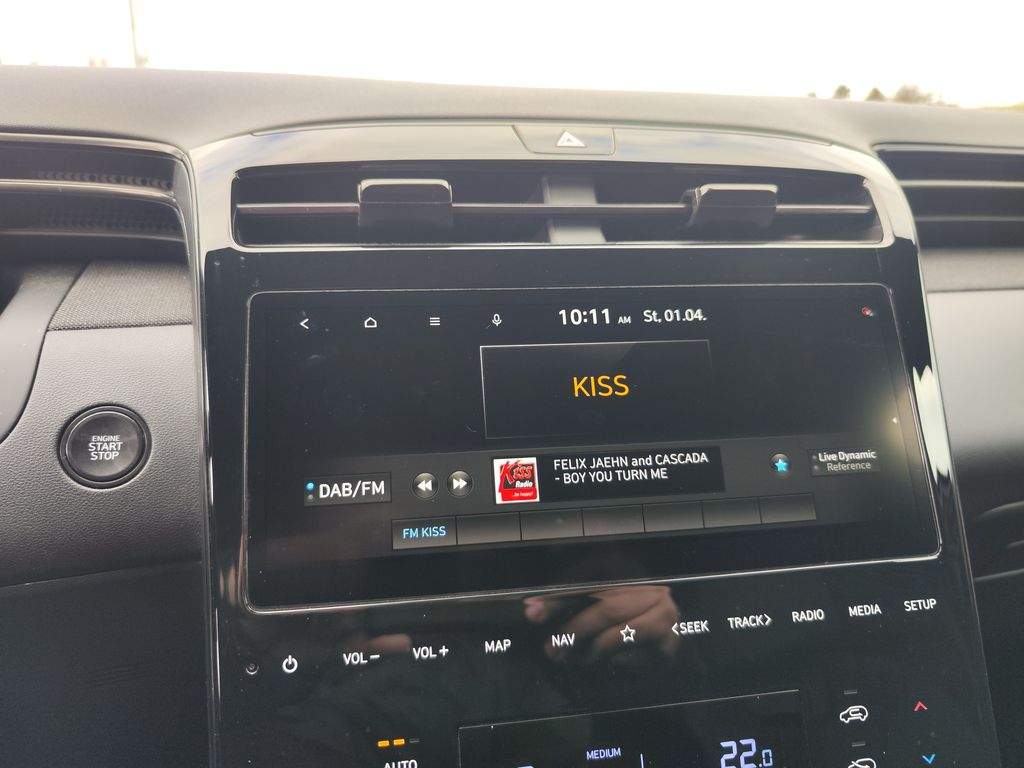 10:11 AM St, 01.04.
KISS
ENGINE
START
STOP
DAB/FM
Kiss
Radio
FELIX JAEHN and CASCADA
- BOY YOU TURN ME
Live Dynamic
Reference
FM KISS
VOL−
VOL+
MAP
NAV
<SEEK
TRACK>
RADIO
MEDIA
SETUP
AUTO
MEDIUM
22.0